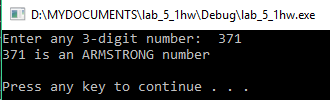 D:\MYDOCUMENTS\lab_5_1hw\Debug\lab_5_1hw.exe
Enter any 3-digit number:  371
371 is an ARMSTRONG number
Press any key to continue . . .